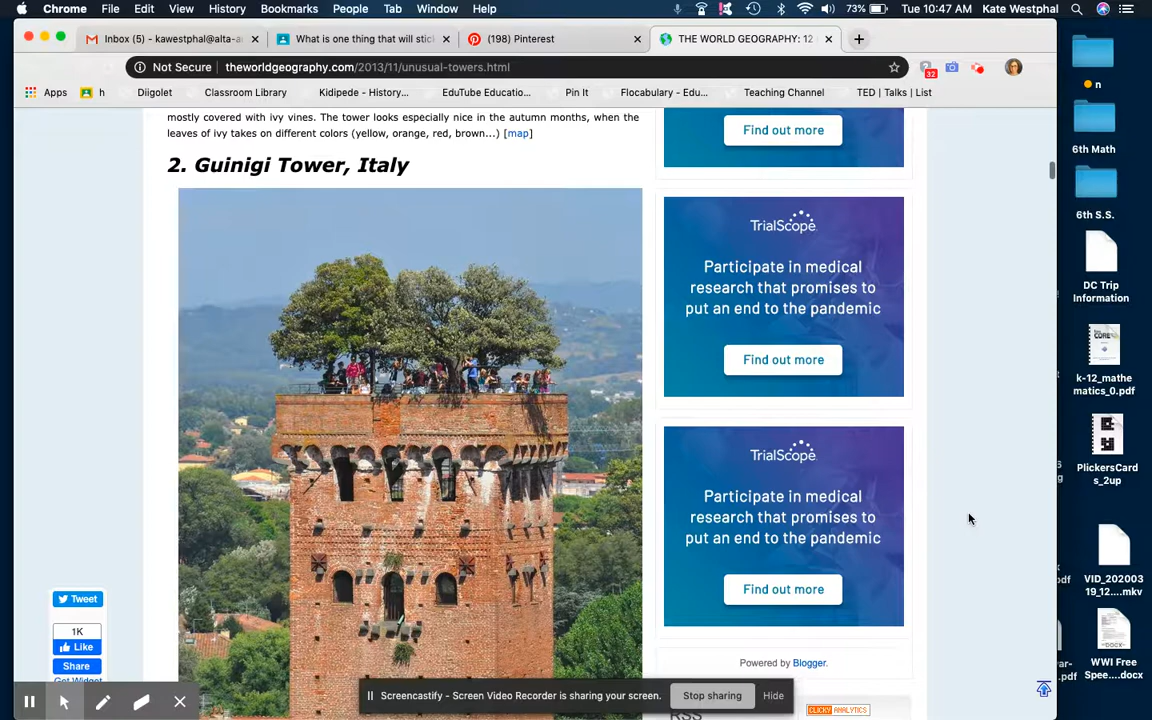 Chrome File Edit View History Bookmarks People Tab Window Help 73% Tue 10:47 AM Kate Westphal
Inbox (5) - kawestphal@alta-a
What is one thing that will stic
(198) Pinterest
THE WORLD GEOGRAPHY: 12
Not Secure theworldgeography.com/2013/11/unusual-towers.html
32
Apps h Diigolet Classroom Library Kidipede - History... EduTube Educatio... Pin It Flocabulary - Edu... Teaching Channel TED | Talks | List
mostly covered with ivy vines. The tower looks especially nice in the autumn months, when the
leaves of ivy takes on different colors (yellow, orange, red, brown...) [map]
2. Guinigi Tower, Italy
Find out more
TrialScope
Participate in medical
research that promises to
put an end to the pandemic
Find out more
TrialScope
Participate in medical
research that promises to
put an end to the pandemic
Find out more
Powered by Blogger.
RSS
CLICKY ANALYTICS
Tweet
1K
Like
Share
Get Widget
Screencastify - Screen Video Recorder is sharing your screen. Stop sharing Hide
n
6th Math
6th S.S.
DC Trip
Information
k-12_mathe
matics_0.pdf
PlickersCard
s_2up
VID_202003
19_12....mkv
WWI Free
Spee....docx